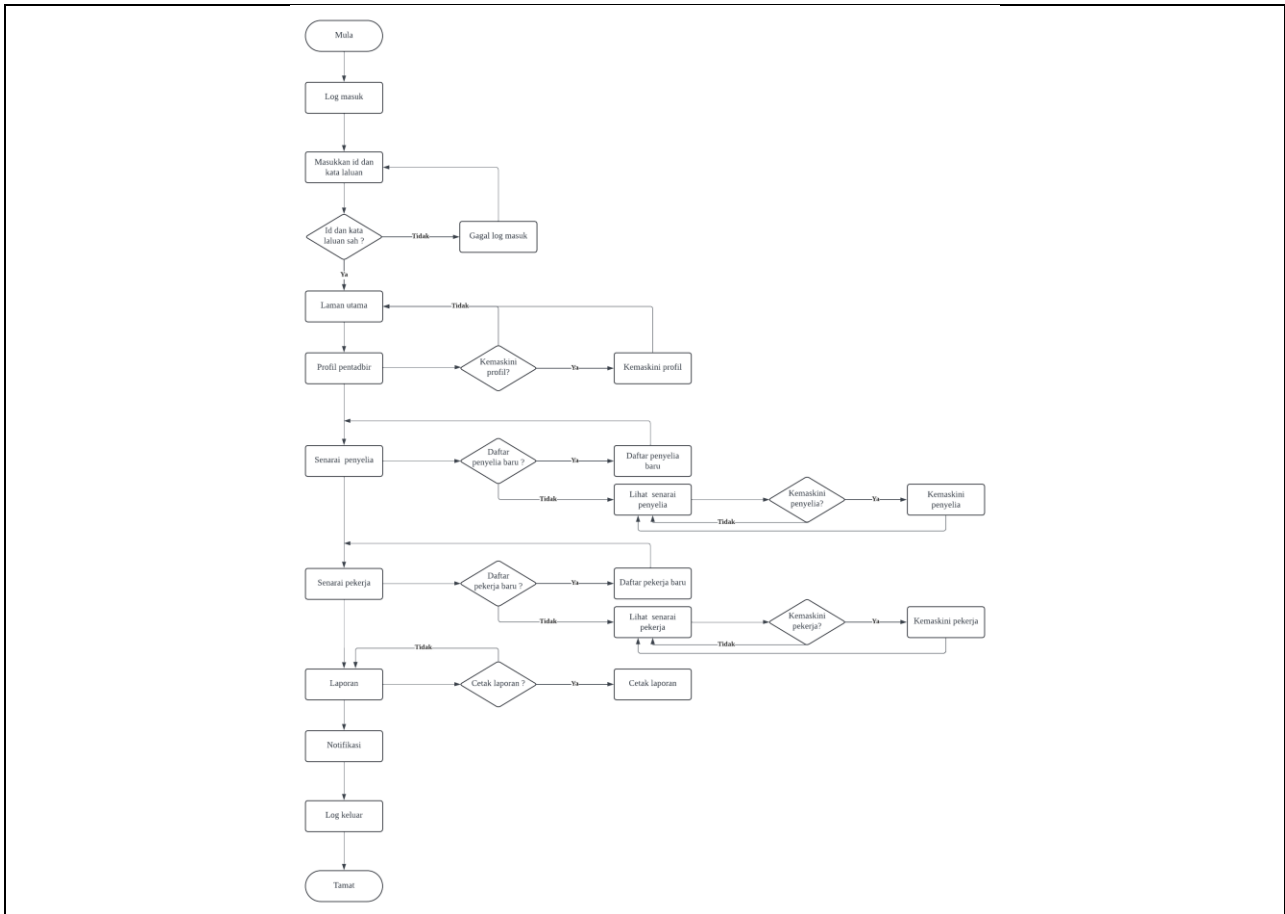 Mula
Log masuk
Masukkan id dan
kata laluan
Id dan kata
laluan sah ?
Tidak
Gagal log masuk
Ya
Laman utama
Tidak
Profil pentadbir
Kemaskini
profil?
Ya
Kemaskini profil
Senarai penyelia
Daftar
penyelia baru ?
Ya
Daftar penyelia
baru
Tidak
Lihat senarai
penyelia
Kemaskini
penyelia?
Ya
Kemaskini
penyelia
Tidak
Senarai pekerja
Daftar
pekerja baru ?
Ya
Daftar pekerja baru
Tidak
Lihat senarai
pekerja
Kemaskini
pekerja?
Ya
Kemaskini pekerja
Tidak
Tidak
Laporan
Cetak laporan ?
Ya
Cetak laporan
Notifikasi
Log keluar
Tamat